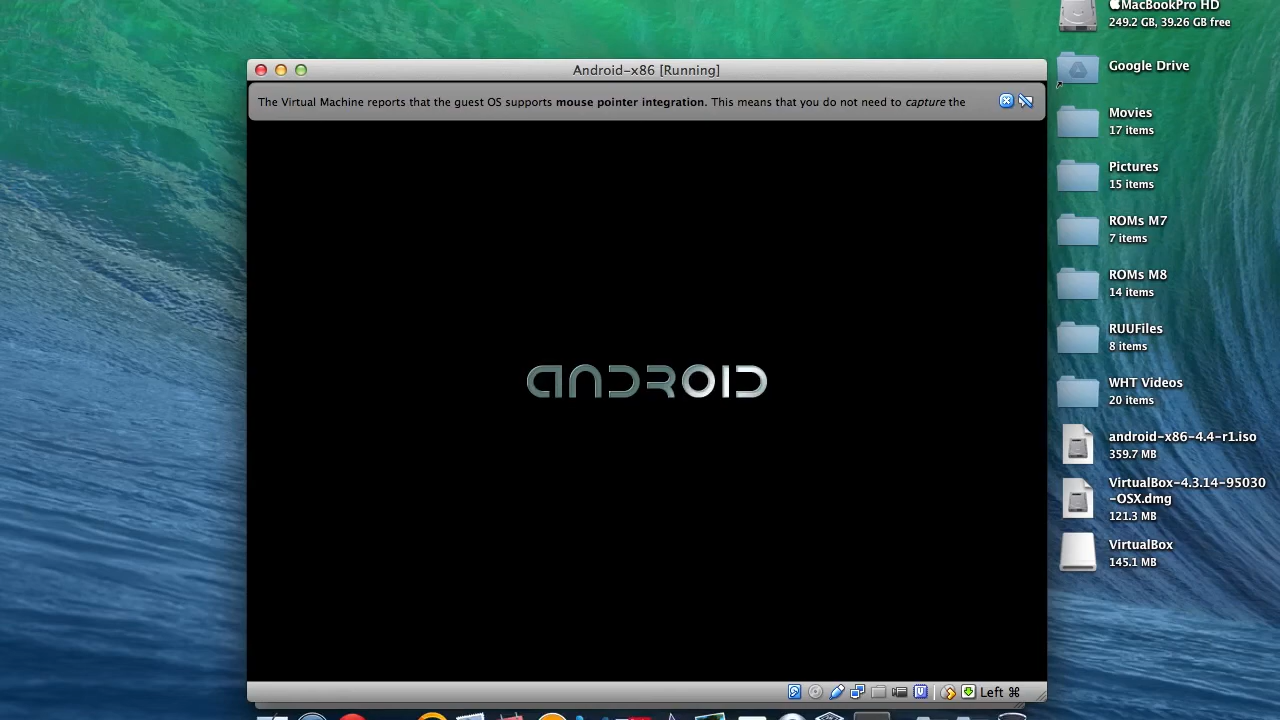 Android-x86 [Running]
The Virtual Machine reports that the guest OS supports mouse pointer integration. This means that you do not need to capture the
ANDROID
Left ⌘
MacBookPro HD
249.2 GB, 39.26 GB free
Google Drive
Movies
17 items
Pictures
15 items
ROMs M7
7 items
ROMs M8
14 items
RUUFiles
8 items
WHT Videos
20 items
android-x86-4.4-r1.iso
359.7 MB
VirtualBox-4.3.14-95030
-OSX.dmg
121.3 MB
VirtualBox
145.1 MB